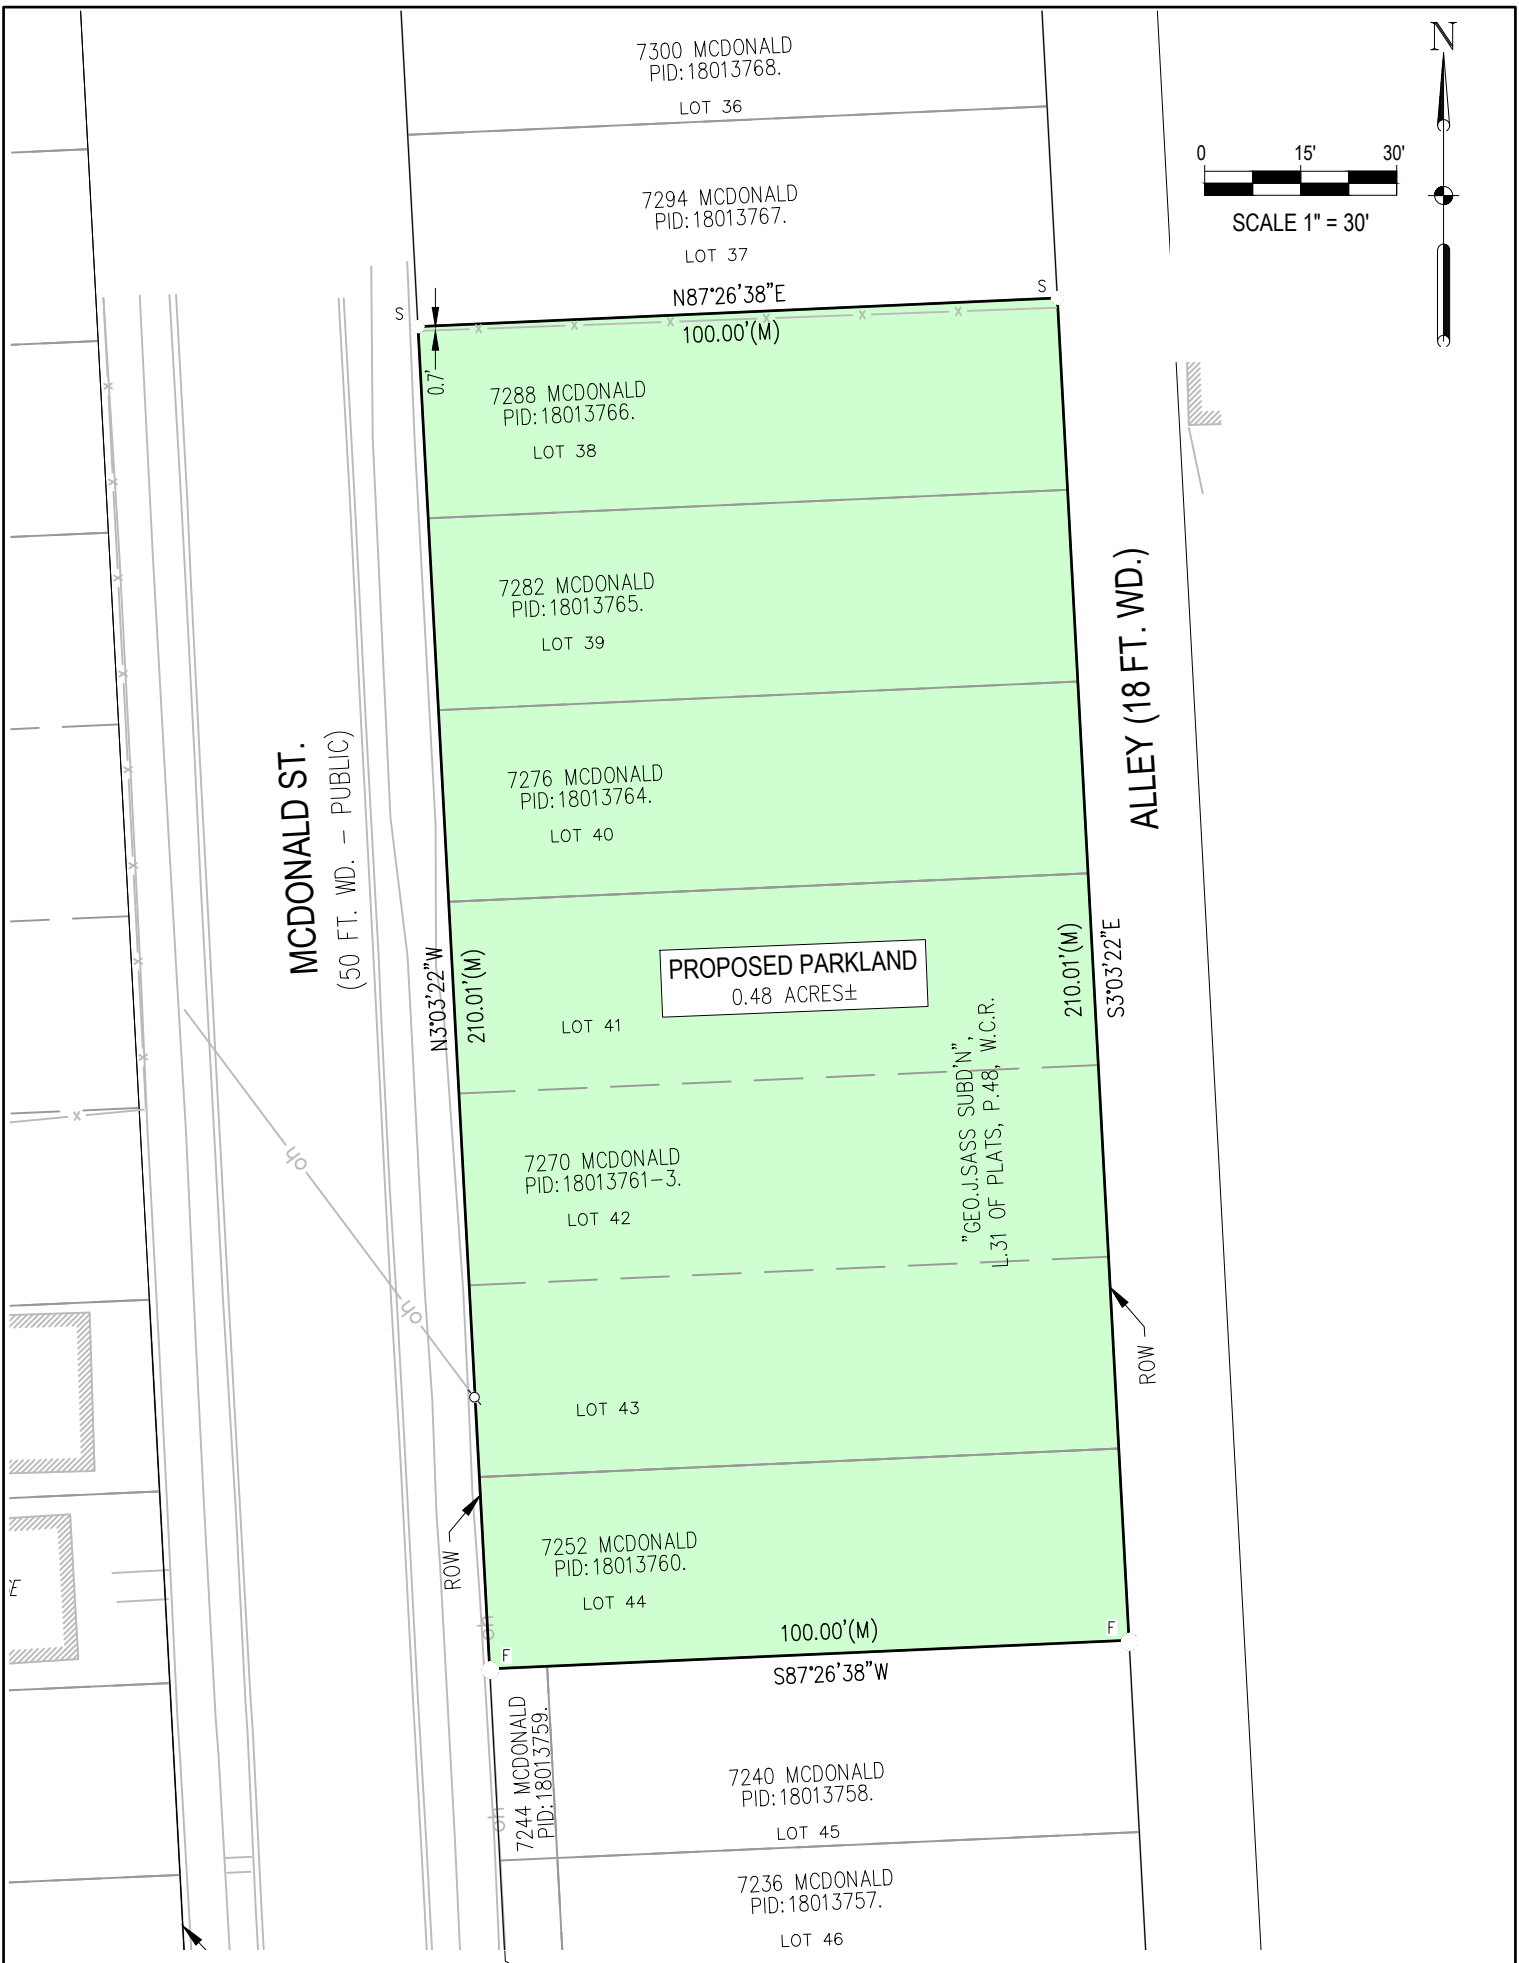 7300 MCDONALD
PID:18013768.
LOT 36
N
0 15' 30'
SCALE 1" = 30'
7294 MCDONALD
PID:18013767.
LOT 37
S
N87°26'38"E
S
100.00'(M)
0.7'
7288 MCDONALD
PID:18013766.
LOT 38
7282 MCDONALD
PID:18013765.
LOT 39
ALLEY (18 FT. WD.)
MCDONALD ST.
(50 FT. WD. - PUBLIC)
7276 MCDONALD
PID:18013764.
LOT 40
N3°03'22"W
210.01'(M)
PROPOSED PARKLAND
0.48 ACRES±
210.01'(M)
S3°03'22"E
LOT 41
"GEO.J.SASS SUBD'N",
L.31 OF PLATS, P.48, W.C.R.
oh
7270 MCDONALD
PID:18013761-3.
LOT 42
oh
ROW
LOT 43
ROW
7252 MCDONALD
PID:18013760.
LOT 44
oh
100.00'(M)
F
F
S87°26'38"W
7244 MCDONALD
PID:18013759.
oh
7240 MCDONALD
PID:18013758.
LOT 45
7236 MCDONALD
PID:18013757.
LOT 46